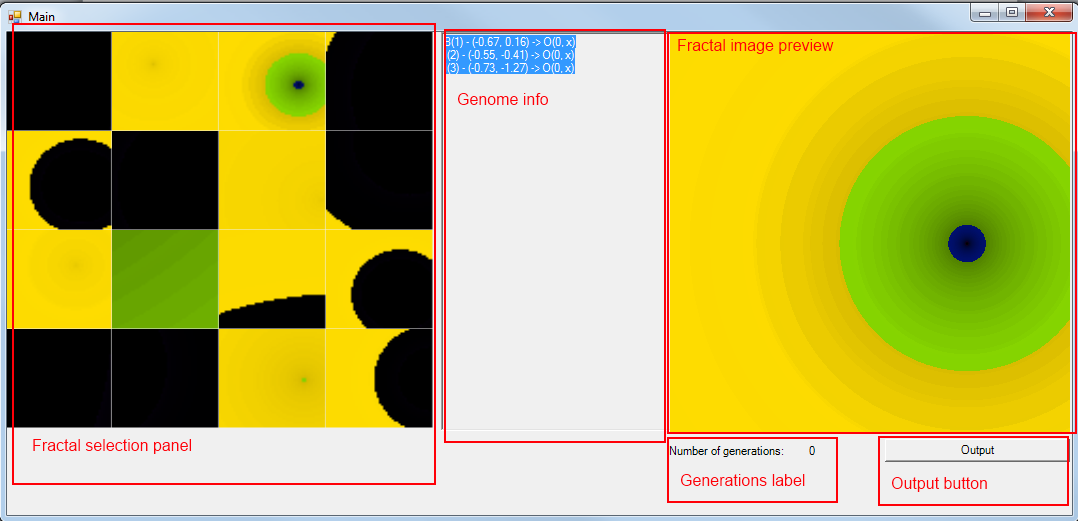 Main
3(1) - (-0.67, 0.16) -> O(0, x)
(2) - (-0.55, -0.41) -> O(0, x)
(3) - (-0.73, -1.27) -> O(0, x)
Genome info
Fractal image preview
Fractal selection panel
Number of generations: 0
Generations label
Output
Output button